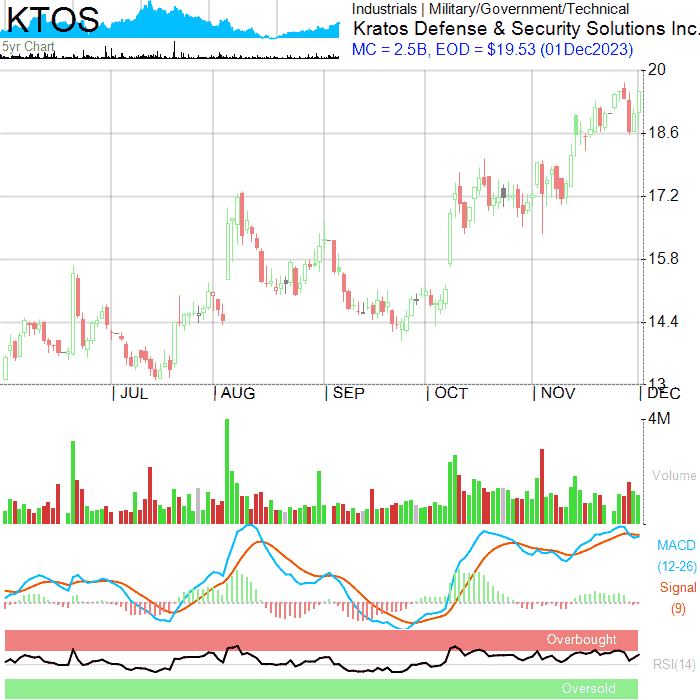 KTOS
5yr Chart
Industrials | Military/Government/Technical
Kratos Defense & Security Solutions Inc.
MC = 2.5B, EOD = $19.53 (01Dec2023)
20
18.6
17.2
15.8
14.4
13
| JUL | AUG | SEP | OCT | NOV | DEC
4M
Volume
MACD
(12-26)
Signal
(9)
Overbought
RSI(14)
Oversold